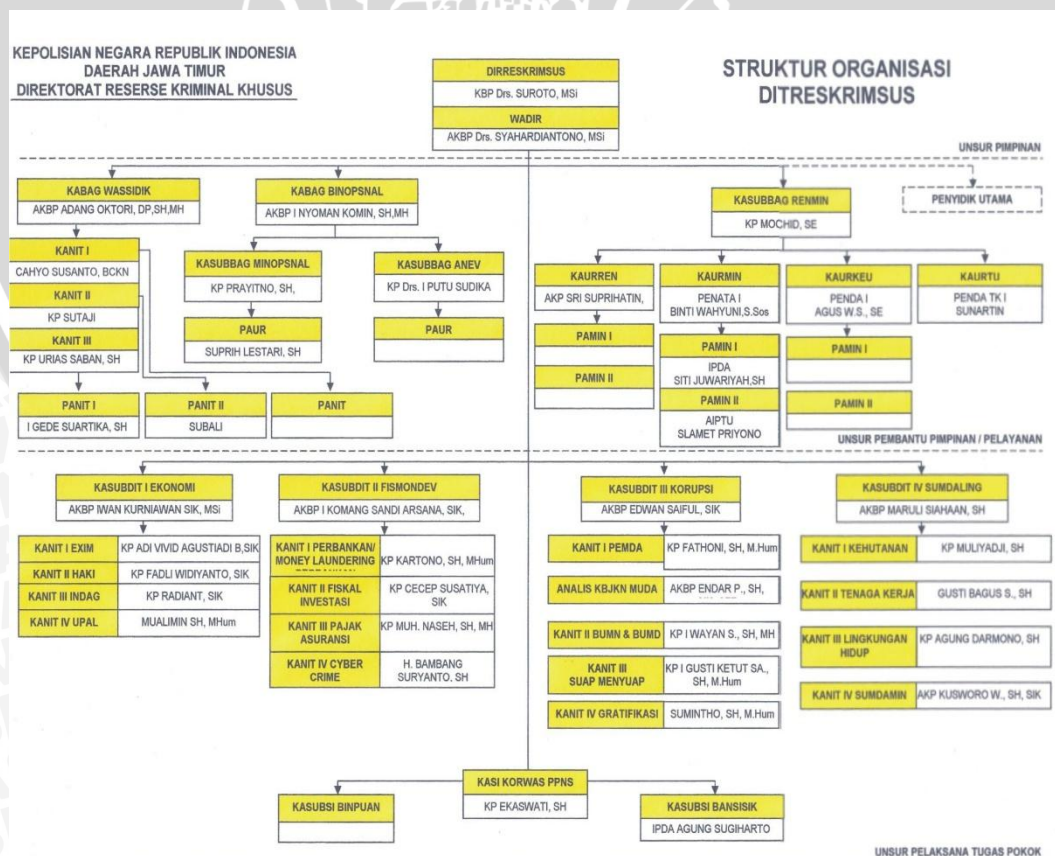 KEPOLISIAN NEGARA REPUBLIK INDONESIA
DAERAH JAWA TIMUR
DIREKTORAT RESERSE KRIMINAL KHUSUS
STRUKTUR ORGANISASI
DITRESKRIMSUS
DIRRESKRIMSUS
KBP Drs. SUROTO, MSi
WADIR
AKBP Drs. SYAHARDIANTONO, MSi
UNSUR PIMPINAN
KABAG WASSIDIK
AKBP ADANG OKTORI, DP,SH,MH
KABAG BINOPSNAL
AKBP I NYOMAN KOMIN, SH,MH
KASUBBAG RENMIN
KP MOCHID, SE
PENYIDIK UTAMA
KANIT I
CAHYO SUSANTO, BCKN
KANIT II
KP SUTAJI
KANIT III
KP URIAS SABAN, SH
KASUBBAG MINOPSNAL
KP PRAYITNO, SH,
PAUR
SUPRIH LESTARI, SH
KASUBBAG ANEV
KP Drs. I PUTU SUDIKA
PAUR
KAURREN
AKP SRI SUPRIHATIN,
PAMIN I
PAMIN II
KAURMIN
PENATA I
BINTI WAHYUNI,S.Sos
PAMIN I
IPDA
SITI JUWARIYAH,SH
PAMIN II
AIPTU
SLAMET PRIYONO
KAURKEU
PENDA I
AGUS W.S., SE
PAMIN I
PAMIN II
KAURTU
PENDA TK I
SUNARTIN
PANIT I
I GEDE SUARTIKA, SH
PANIT II
SUBALI
PANIT
UNSUR PEMBANTU PIMPINAN / PELAYANAN
KASUBDIT I EKONOMI
AKBP IWAN KURNIAWAN SIK, MSi
KANIT I EXIM
KP ADI VIVID AGUSTIADI B,SIK
KANIT II HAKI
KP FADLI WIDIYANTO, SIK
KANIT III INDAG
KP RADIANT, SIK
KANIT IV UPAL
MUALIMIN SH, MHum
KASUBDIT II FISMONDEV
AKBP I KOMANG SANDI ARSANA, SIK,
KANIT I PERBANKAN/
MONEY LAUNDERING
KP KARTONO, SH, MHum
KANIT II FISKAL
INVESTASI
KP CECEP SUSATIYA,
SIK
KANIT III PAJAK
ASURANSI
KP MUH. NASEH, SH, MH
KANIT IV CYBER
CRIME
H. BAMBANG
SURYANTO. SH
KASUBDIT III KORUPSI
AKBP EDWAN SAIFUL, SIK
KANIT I PEMDA
KP FATHONI, SH, M.Hum
ANALIS KBJKN MUDA
AKBP ENDAR P., SH,
KANIT II BUMN & BUMD
KP I WAYAN S., SH, MH
KANIT III
SUAP MENYUAP
KP I GUSTI KETUT SA.,
SH, M.Hum
KANIT IV GRATIFIKASI
SUMINTHO, SH, M.Hum
KASUBDIT IV SUMDALING
AKBP MARULI SIAHAAN, SH
KANIT I KEHUTANAN
KP MULIYADJI, SH
KANIT II TENAGA KERJA
GUSTI BAGUS S., SH
KANIT III LINGKUNGAN
HIDUP
KP AGUNG DARMONO, SH
KANIT IV SUMDAMIN
AKP KUSWORO W., SH, SIK
KASI KORWAS PPNS
KP EKASWATI, SH
KASUBSI BINPUAN
KASUBSI BANSISIK
IPDA AGUNG SUGIHARTO
UNSUR PELAKSANA TUGAS POKOK